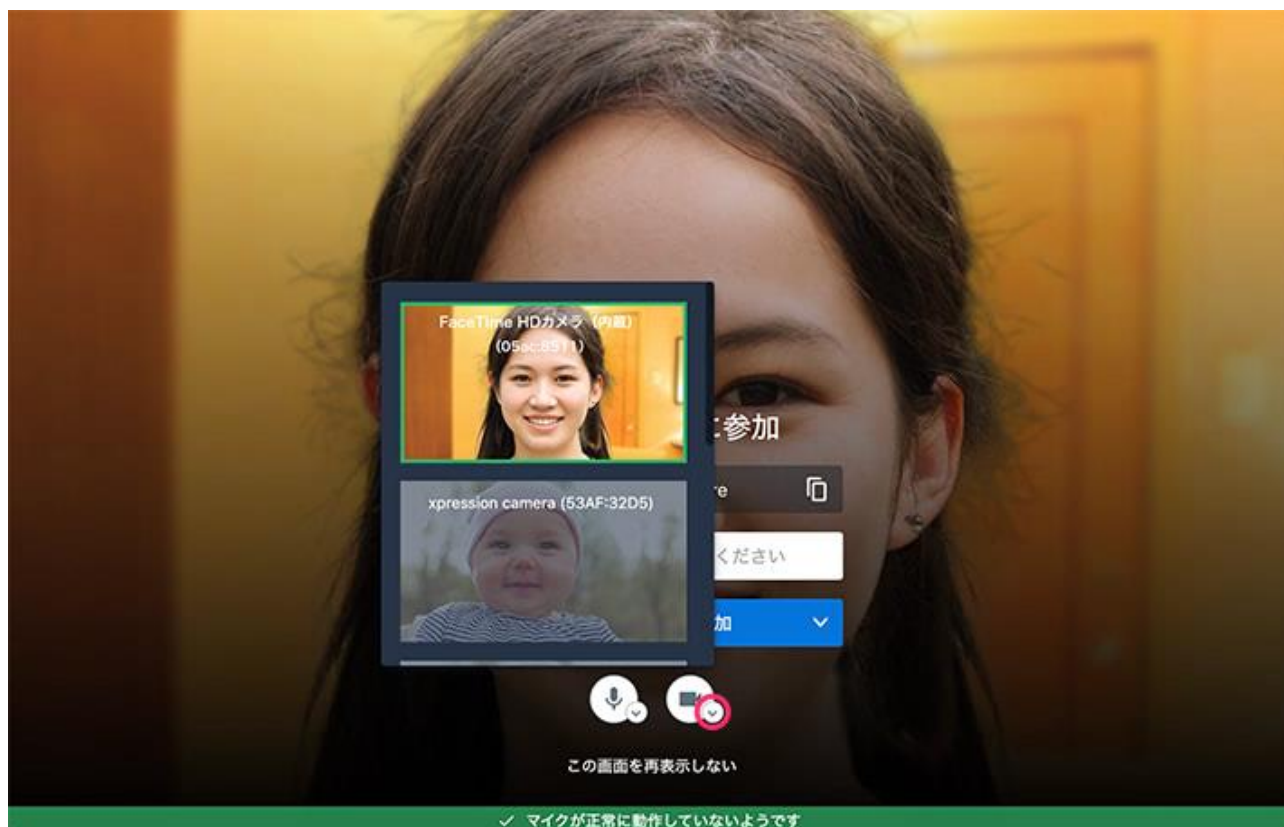 FaceTime HDカメラ（内蔵）
（05ac:8511）
に参加
xpression camera (53AF:32D5)
re
ください
加
この画面を再表示しない
✓ マイクが正常に動作していないようです